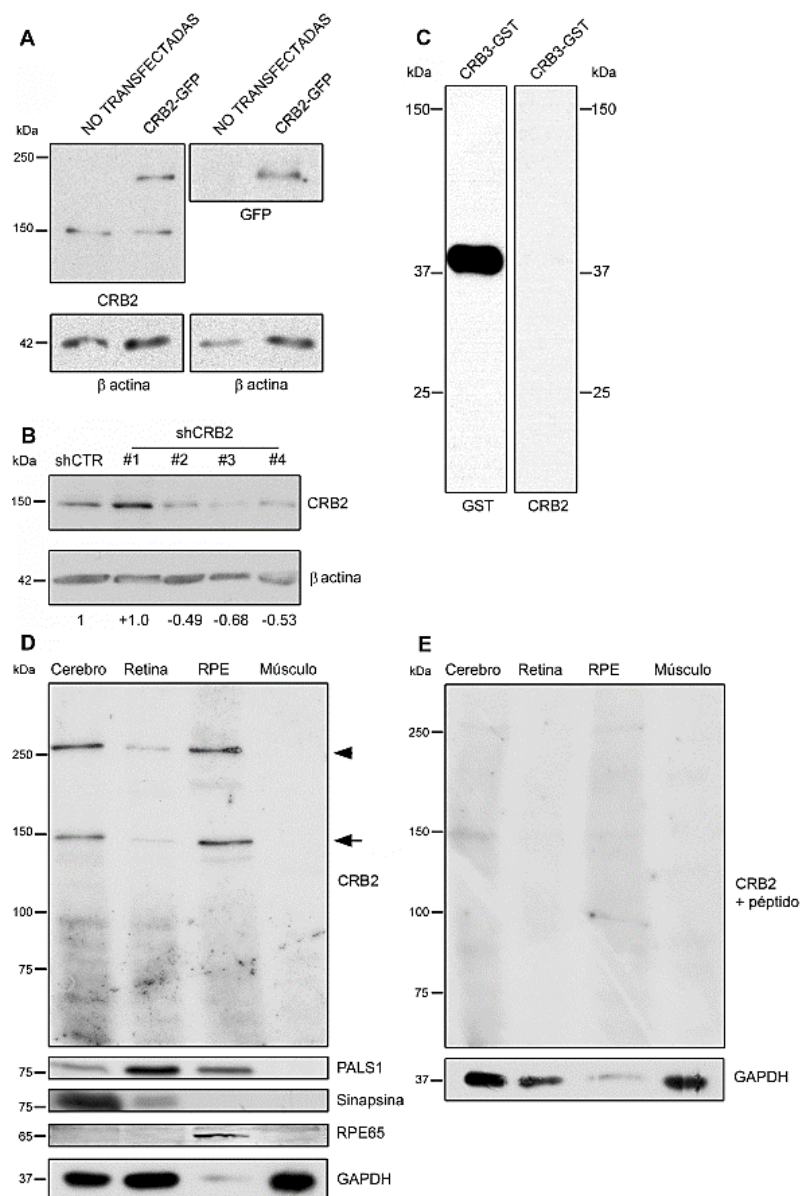 A
NO TRANSFECTADAS
CRB2-GFP
NO TRANSFECTADAS
CRB2-GFP
kDa
250
150
GFP
CRB2
42
β actina
β actina
B
shCRB2
kDa
shCTR #1 #2 #3 #4
150
CRB2
42
β actina
1 +1.0 -0.49 -0.68 -0.53
C
CRB3-GST
CRB3-GST
kDa
kDa
150
150
37
37
25
25
GST
CRB2
D
kDa
Cerebro Retina RPE Músculo
250
150
CRB2
100
75
75
PALS1
75
Sinapsina
65
RPE65
37
GAPDH
E
kDa
Cerebro Retina RPE Músculo
250
150
CRB2
+ péptido
100
75
37
GAPDH